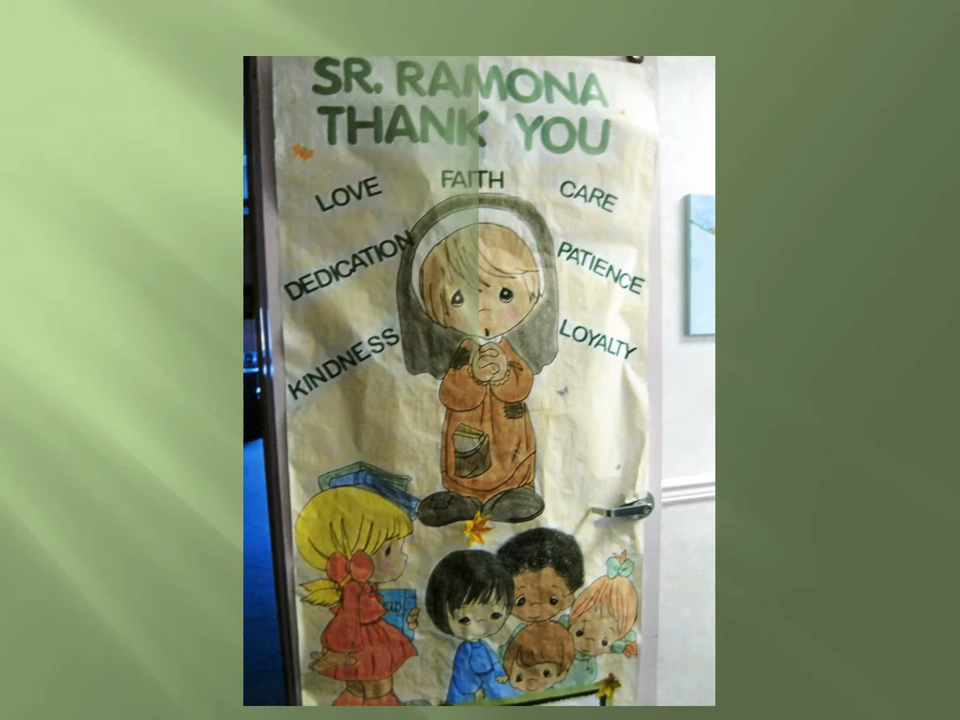 SR. RAMONA
THANK YOU
LOVE
FAITH
CARE
DEDICATION
PATIENCE
KINDNESS
LOYALTY